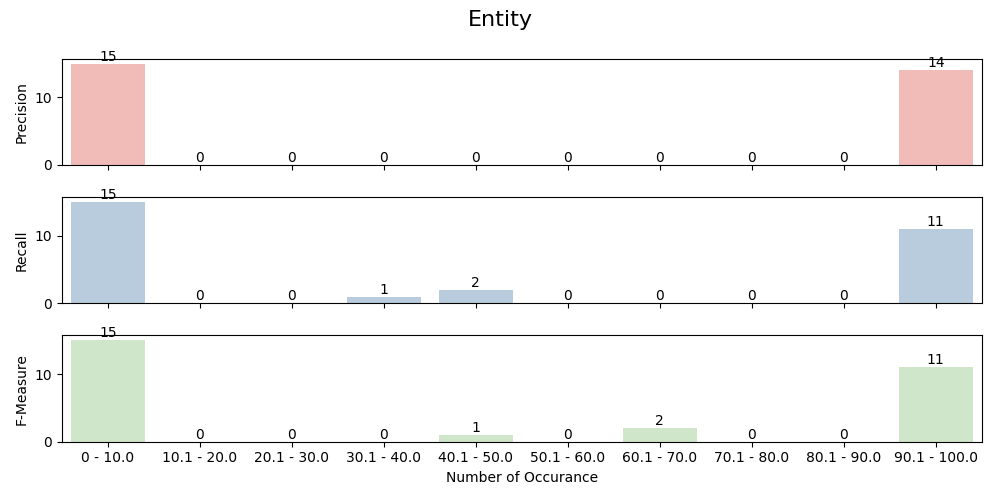 Entity
15 0 0 0 0 0 0 0 0 14
10
0
Precision
15 0 0 1 2 0 0 0 0 11
10
0
Recall
15 0 0 0 1 0 2 0 0 11
10
0
F-Measure
0 - 10.0 10.1 - 20.0 20.1 - 30.0 30.1 - 40.0 40.1 - 50.0 50.1 - 60.0 60.1 - 70.0 70.1 - 80.0 80.1 - 90.0 90.1 - 100.0
Number of Occurance